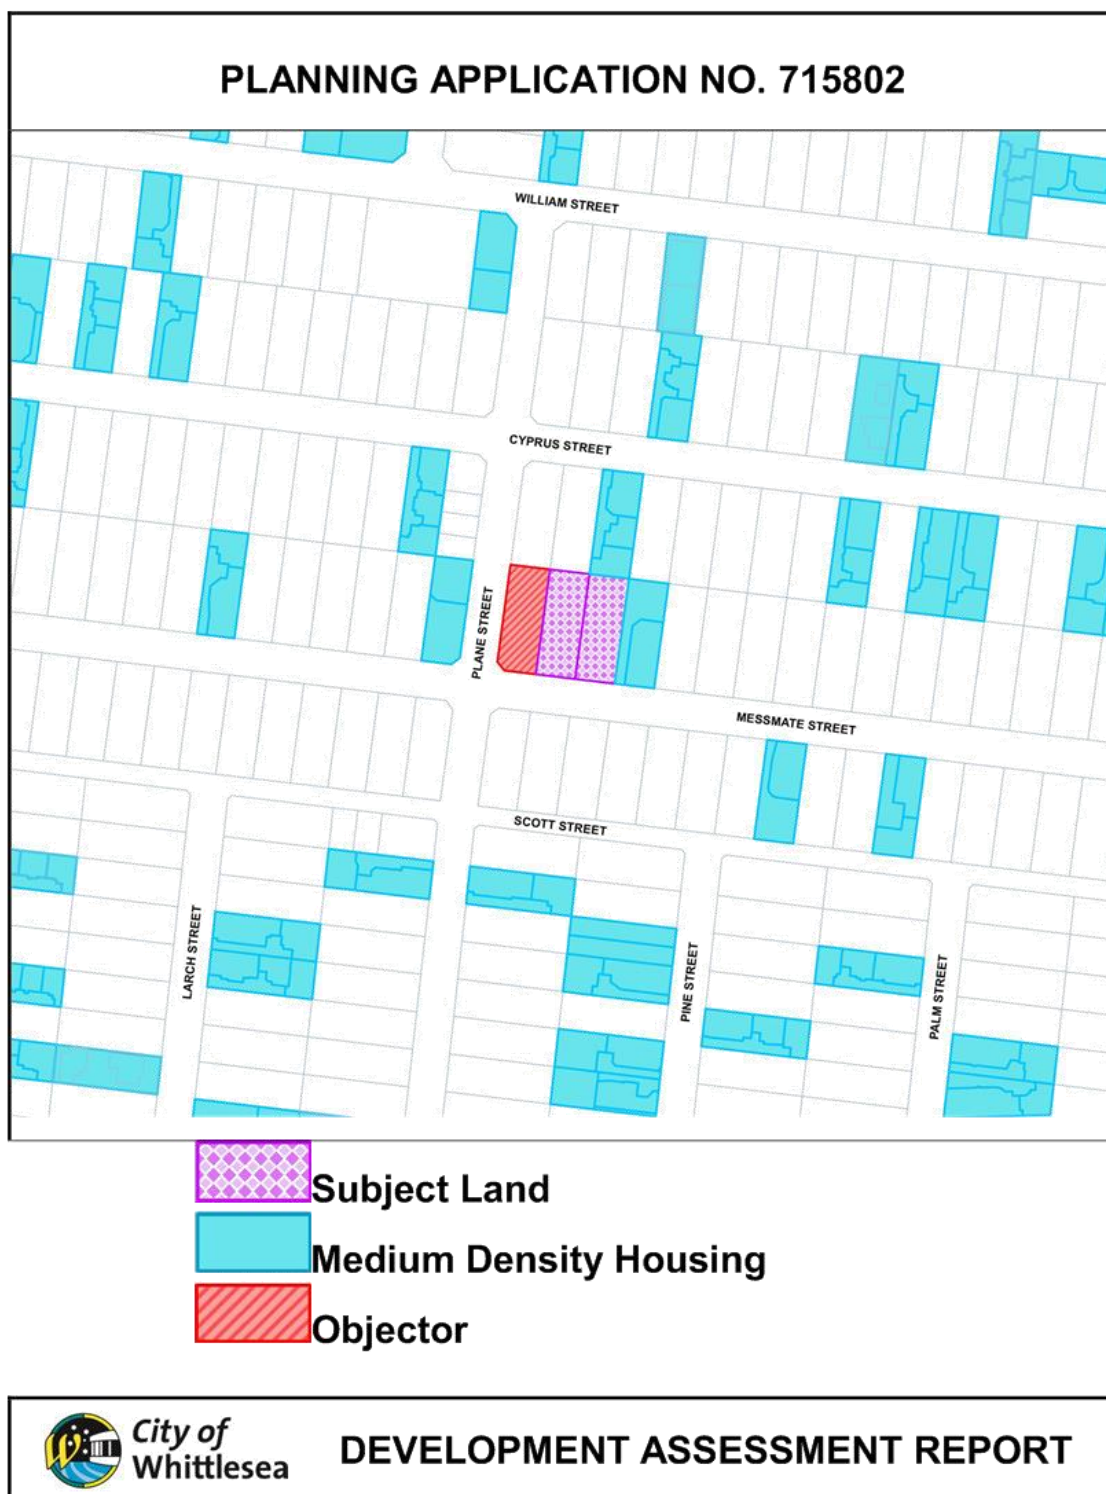 PLANNING APPLICATION NO. 715802
WILLIAM STREET
CYPRUS STREET
PLANE STREET
MESSMATE STREET
SCOTT STREET
LARCH STREET
PINE STREET
PALM STREET
Subject Land
Medium Density Housing
Objector
City of
Whittlesea
DEVELOPMENT ASSESSMENT REPORT